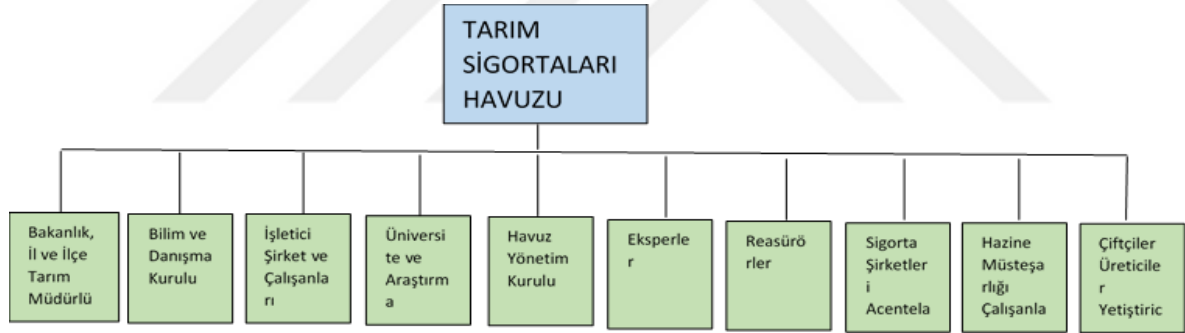 TARIM
SİGORTALARI
HAVUZU
Bakanlık,
İl ve İlçe
Tarım
Müdürlü
Bilim ve
Danışma
Kurulu
İşletici
Şirket ve
Çalışanla
rı
Üniversi
te ve
Araştırm
a
Havuz
Yönetim
Kurulu
Eksperle
r
Reasürö
rler
Sigorta
Şirketler
i
Acentela
Hazine
Müsteşa
rlığı
Çalışanla
Çiftçiler
Üreticile
r
Yetiştiric